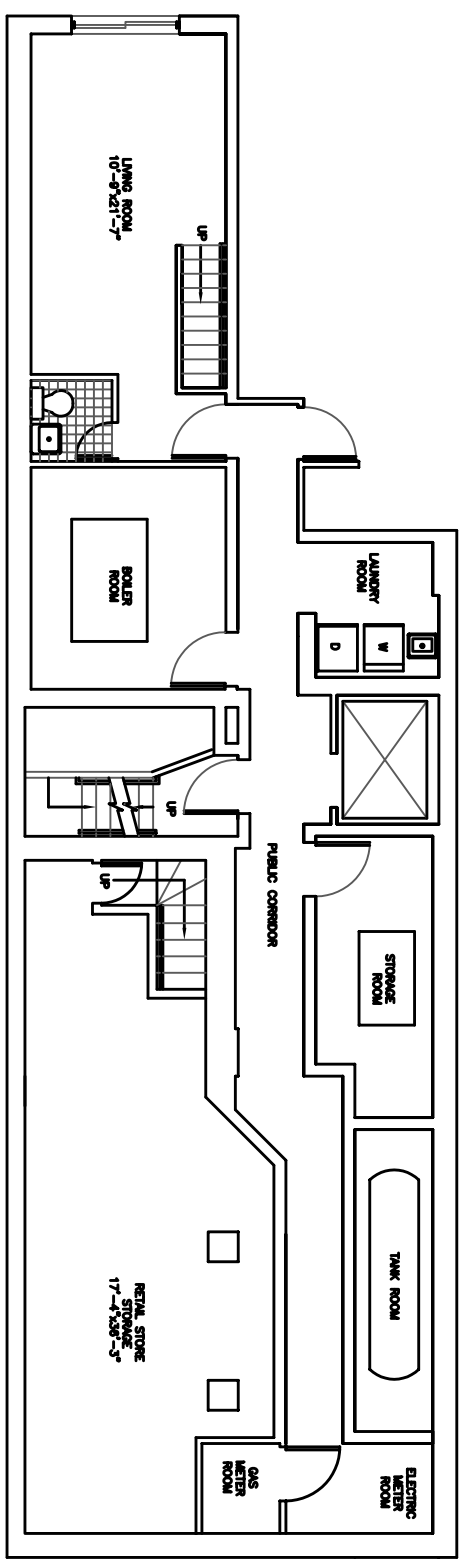 LIVING ROOM
10'-9"x21'-7"
UP
BOILER
ROOM
LAUNDRY
ROOM
D
W
UP
UP
PUBLIC CORRIDOR
STORAGE
ROOM
TANK ROOM
RETAIL STORE
STORAGE
17'-4"x36'-3"
GAS
METER
ROOM
ELECTRIC
METER
ROOM